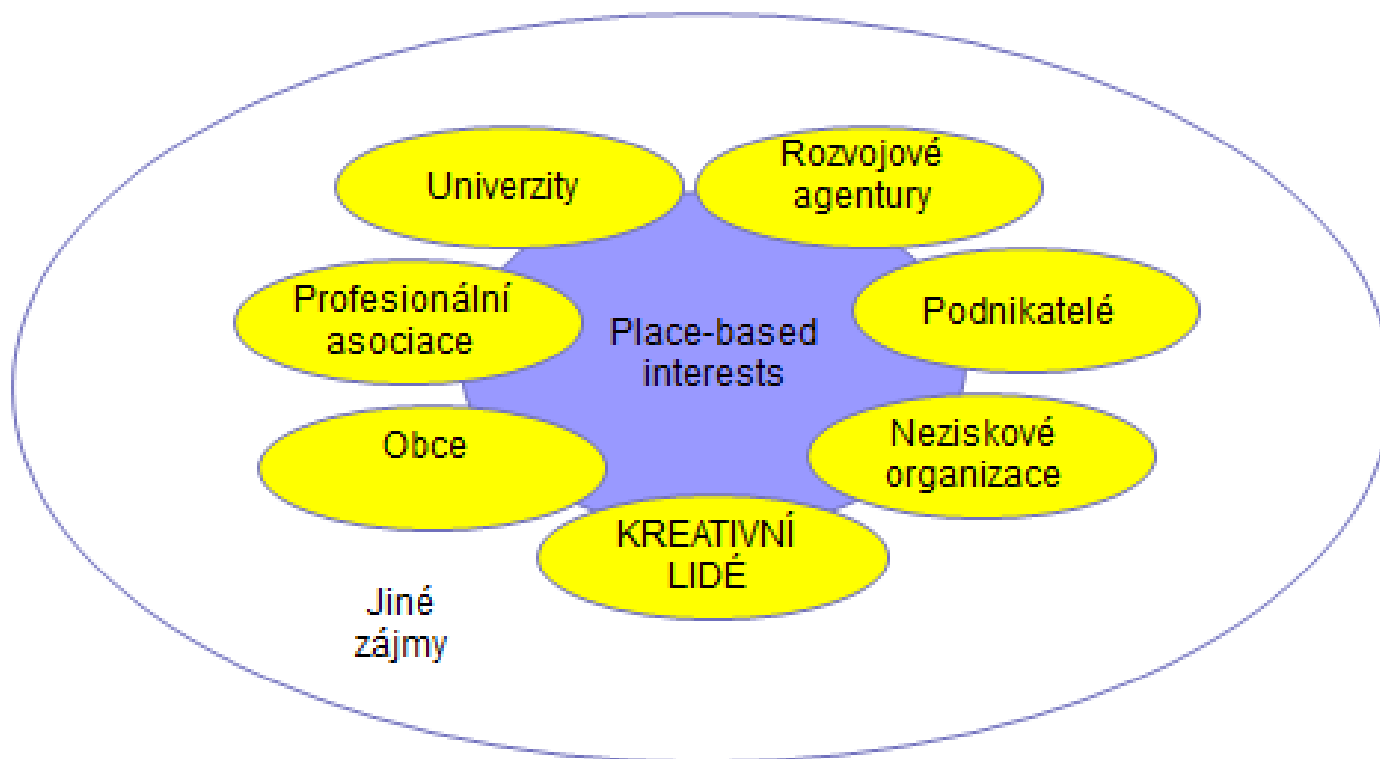 Univerzity
Rozvojové
agentury
Profesionální
asociace
Podnikatelé
Place-based
interests
Obce
Neziskové
organizace
KREATIVNÍ
LIDÉ
Jiné
zájmy